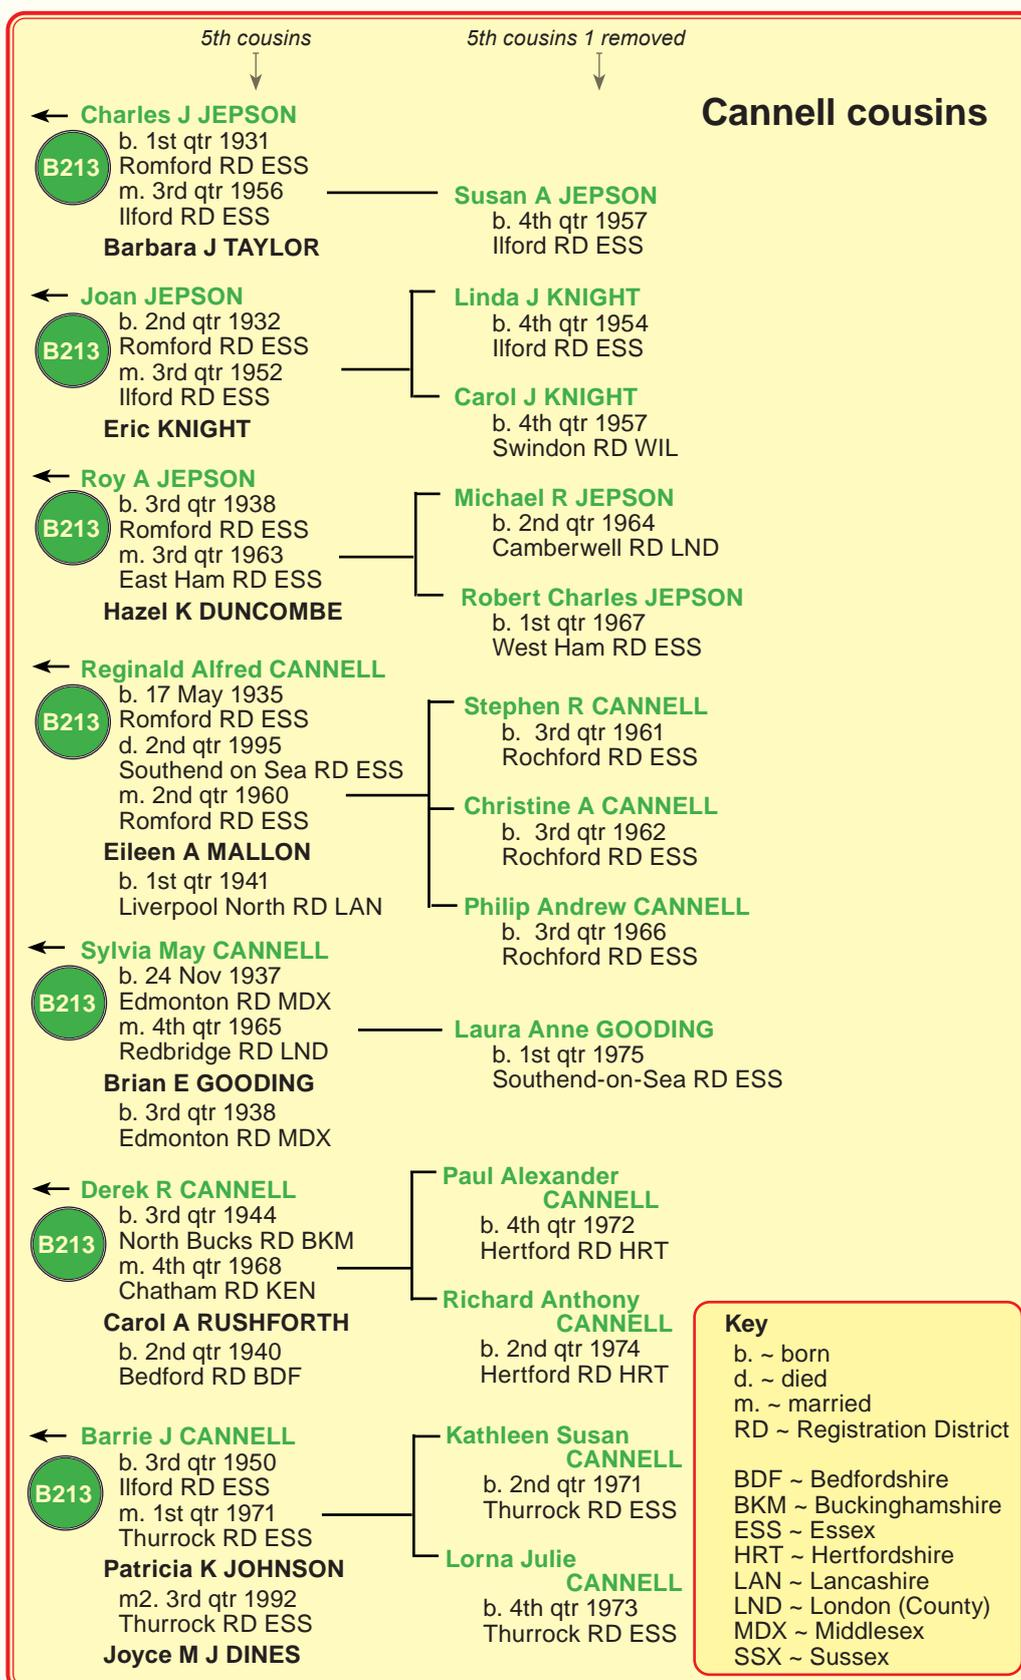 5th cousins
5th cousins 1 removed
Cannell cousins
Charles J JEPSON
B213
b. 1st qtr 1931
Romford RD ESS
m. 3rd qtr 1956
Ilford RD ESS
Barbara J TAYLOR
Susan A JEPSON
b. 4th qtr 1957
Ilford RD ESS
Joan JEPSON
B213
b. 2nd qtr 1932
Romford RD ESS
m. 3rd qtr 1952
Ilford RD ESS
Eric KNIGHT
Linda J KNIGHT
b. 4th qtr 1954
Ilford RD ESS
Carol J KNIGHT
b. 4th qtr 1957
Swindon RD WIL
Roy A JEPSON
B213
b. 3rd qtr 1938
Romford RD ESS
m. 3rd qtr 1963
East Ham RD ESS
Hazel K DUNCOMBE
Michael R JEPSON
b. 2nd qtr 1964
Camberwell RD LND
Robert Charles JEPSON
b. 1st qtr 1967
West Ham RD ESS
Reginald Alfred CANNELL
B213
b. 17 May 1935
Romford RD ESS
d. 2nd qtr 1995
Southend on Sea RD ESS
m. 2nd qtr 1960
Romford RD ESS
Eileen A MALLON
b. 1st qtr 1941
Liverpool North RD LAN
Stephen R CANNELL
b. 3rd qtr 1961
Rochford RD ESS
Christine A CANNELL
b. 3rd qtr 1962
Rochford RD ESS
Philip Andrew CANNELL
b. 3rd qtr 1966
Rochford RD ESS
Sylvia May CANNELL
B213
b. 24 Nov 1937
Edmonton RD MDX
m. 4th qtr 1965
Redbridge RD LND
Brian E GOODING
b. 3rd qtr 1938
Edmonton RD MDX
Laura Anne GOODING
b. 1st qtr 1975
Southend-on-Sea RD ESS
Derek R CANNELL
B213
b. 3rd qtr 1944
North Bucks RD BKM
m. 4th qtr 1968
Chatham RD KEN
Carol A RUSHFORTH
b. 2nd qtr 1940
Bedford RD BDF
Paul Alexander
CANNELL
b. 4th qtr 1972
Hertford RD HRT
Richard Anthony
CANNELL
b. 2nd qtr 1974
Hertford RD HRT
Barrie J CANNELL
B213
b. 3rd qtr 1950
Ilford RD ESS
m. 1st qtr 1971
Thurrock RD ESS
Patricia K JOHNSON
m2. 3rd qtr 1992
Thurrock RD ESS
Joyce M J DINES
Kathleen Susan
CANNELL
b. 2nd qtr 1971
Thurrock RD ESS
Lorna Julie
CANNELL
b. 4th qtr 1973
Thurrock RD ESS
Key
b. ~ born
d. ~ died
m. ~ married
RD ~ Registration District
BDF ~ Bedfordshire
BKM ~ Buckinghamshire
ESS ~ Essex
HRT ~ Hertfordshire
LAN ~ Lancashire
LND ~ London (County)
MDX ~ Middlesex
SSX ~ Sussex